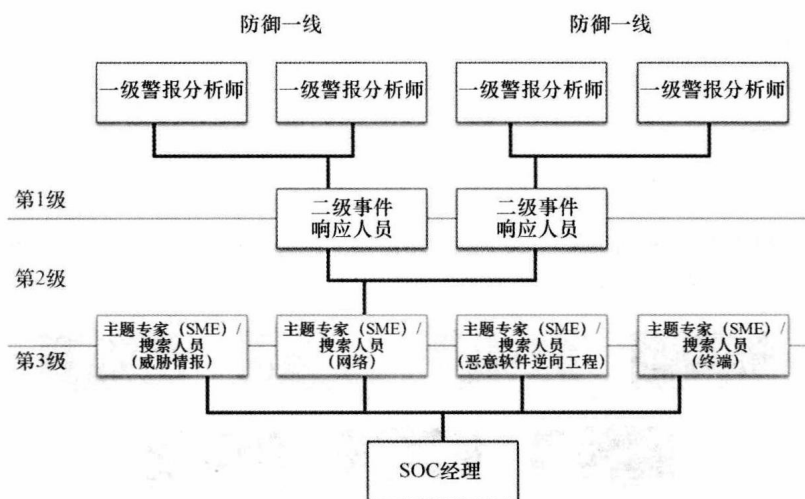 防御一线
防御一线
一级警报分析师
一级警报分析师
一级警报分析师
一级警报分析师
第1级
二级事件
响应人员
二级事件
响应人员
第2级
主题专家（SME）/
搜索人员
(威胁情报)
主题专家（SME）/
搜索人员
(网络)
主题专家（SME）/
搜索人员
(恶意软件逆向工程)
主题专家（SME）/
搜索人员
(终端)
第3级
SOC经理